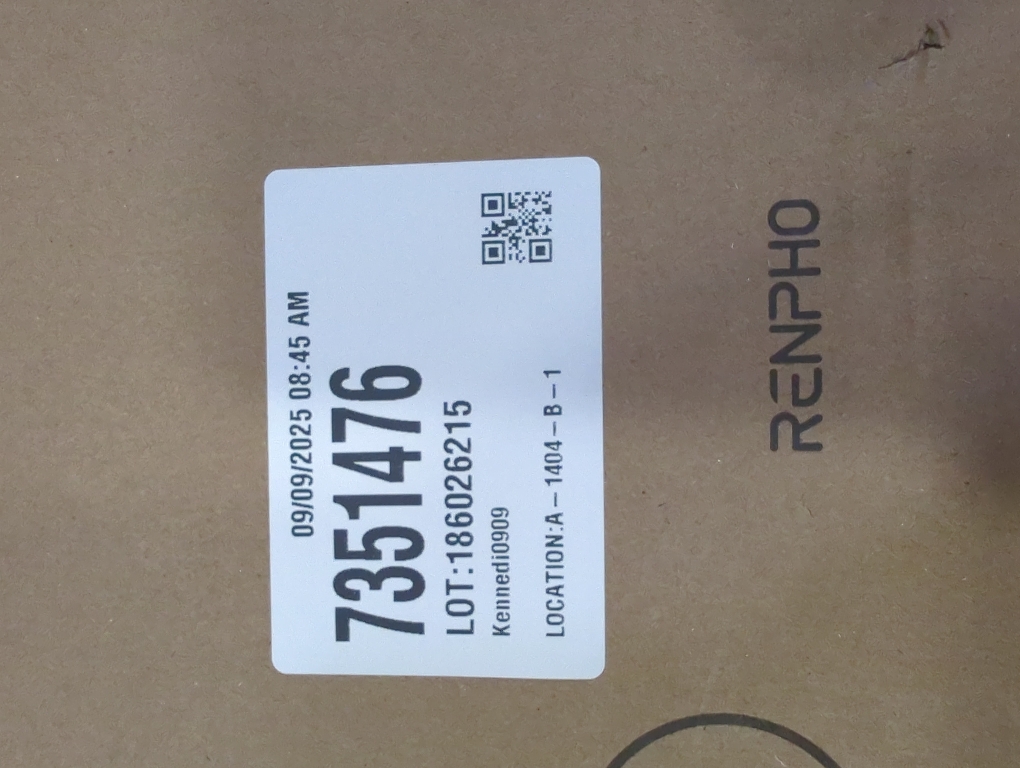 09/09/2025 08:45 AM
7351476
LOT:186026215
Kennedi0909
LOCATION:A-1404-B-1
RENPHO